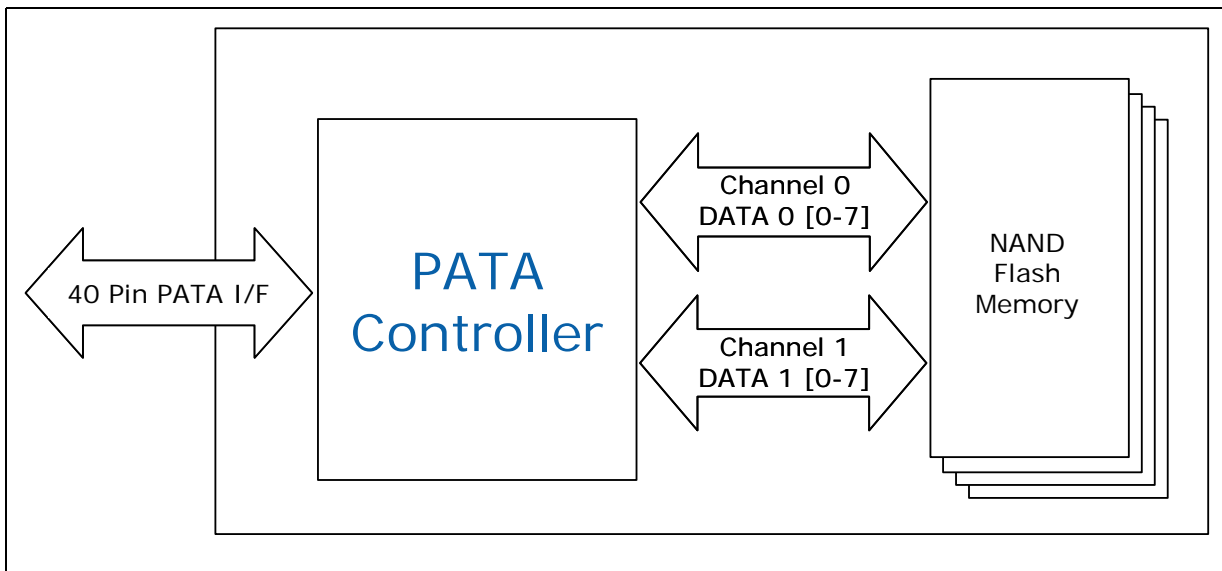 40 Pin PATA I/F
PATA
Controller
Channel 0
DATA 0 [0-7]
Channel 1
DATA 1 [0-7]
NAND
Flash
Memory